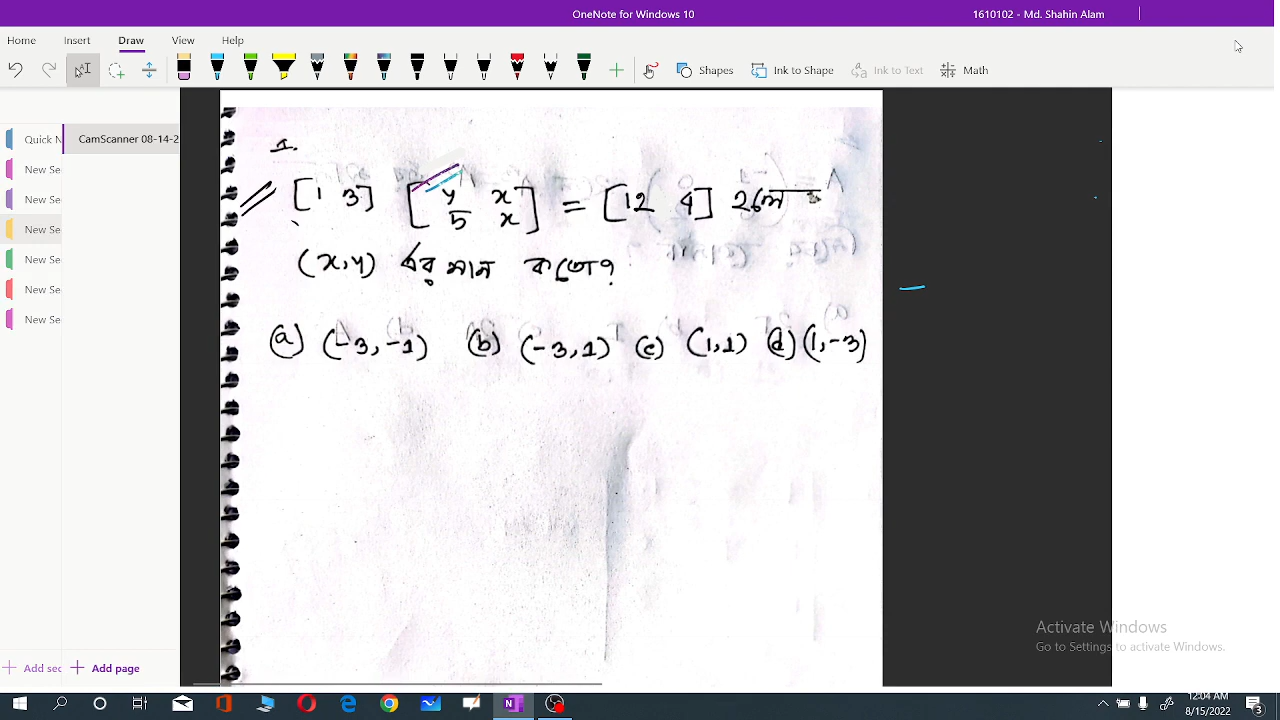 OneNote for Windows 10
1610102 - Md. Shahin Alam
Home Insert Draw View Help
Shapes Ink to Shape Ink to Text Math
Quick N
New Se
New Se
New Se
New Se
New Se
New Se
CamScanner 08-14-2
1.
[1 3] [y x
5 x] = [12 4] হলে
(x,y) এর মান কতো?
(a) (-3,-1) (b) (-3,1) (c) (1,1) (d) (1,-3)
Activate Windows
Go to Settings to activate Windows.
Add sec Add page
12:04 AM
8/15/2022